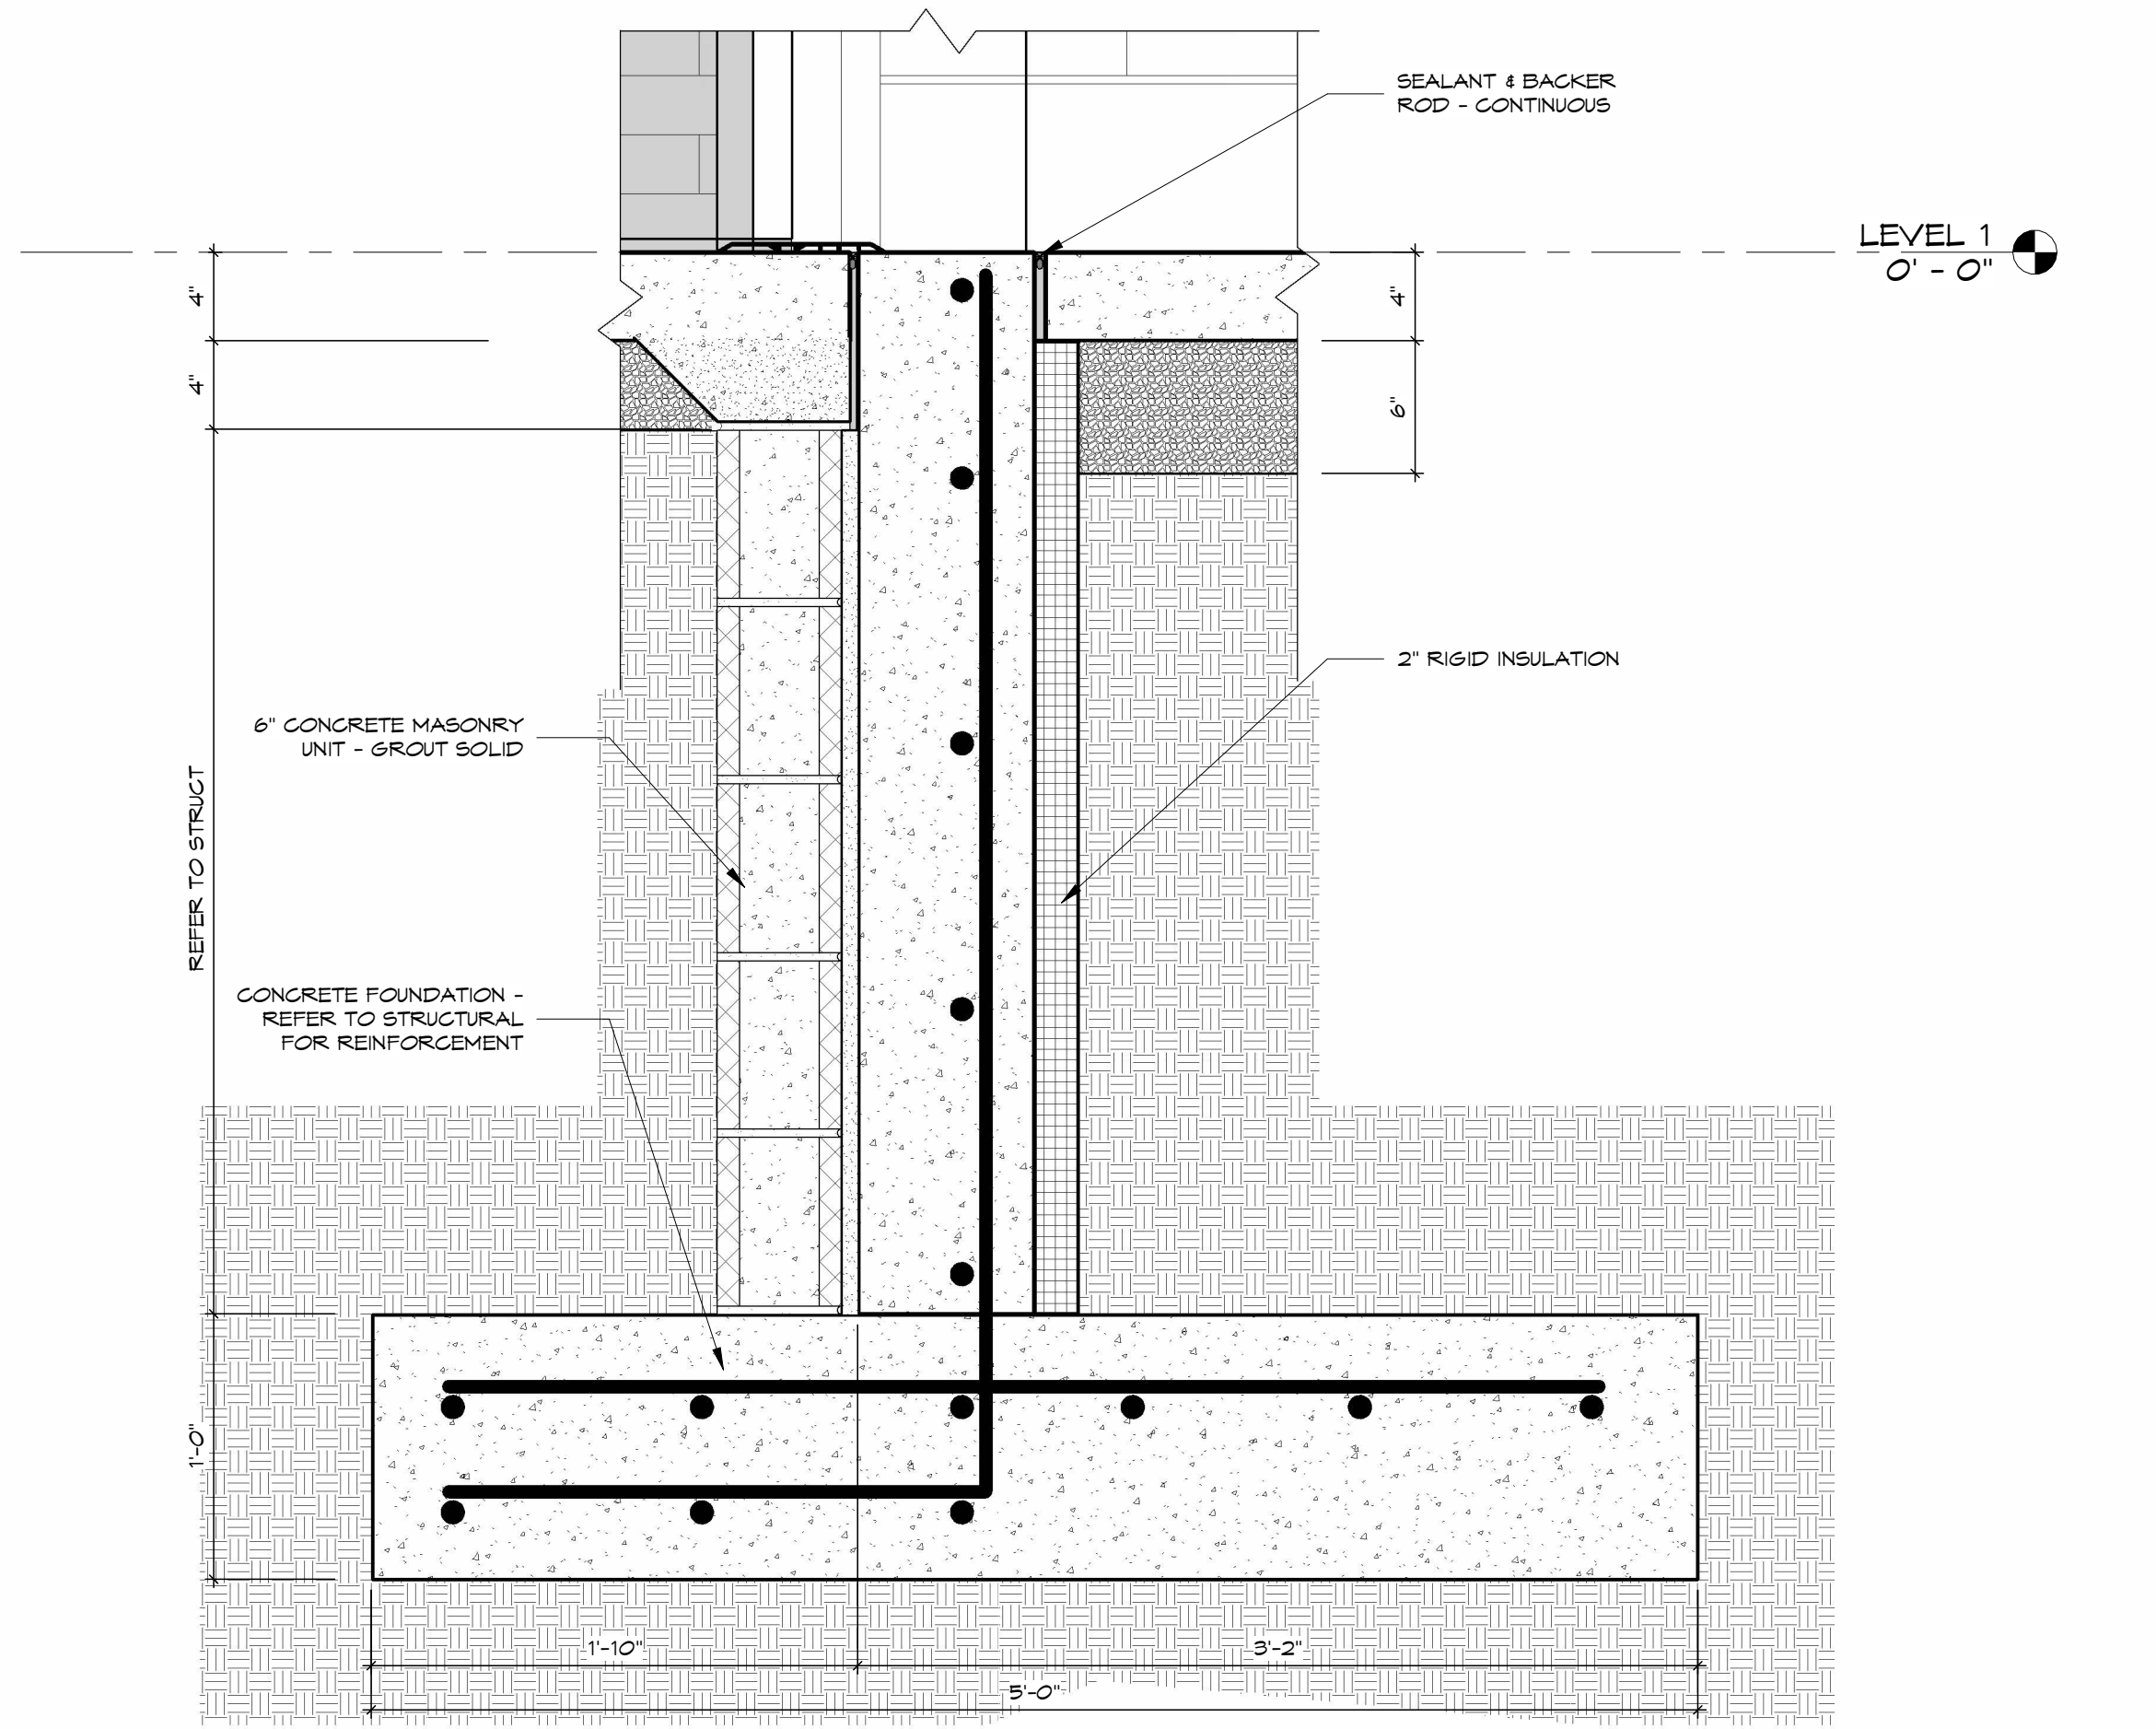 SEALANT & BACKER
ROD - CONTINUOUS
LEVEL 1
0' - 0"
4"
4"
4"
6"
2" RIGID INSULATION
6" CONCRETE MASONRY
UNIT - GROUT SOLID
REFER TO STRUCT
CONCRETE FOUNDATION -
REFER TO STRUCTURAL
FOR REINFORCEMENT
1'-0"
1'-10"
3'-2"
5'-0"